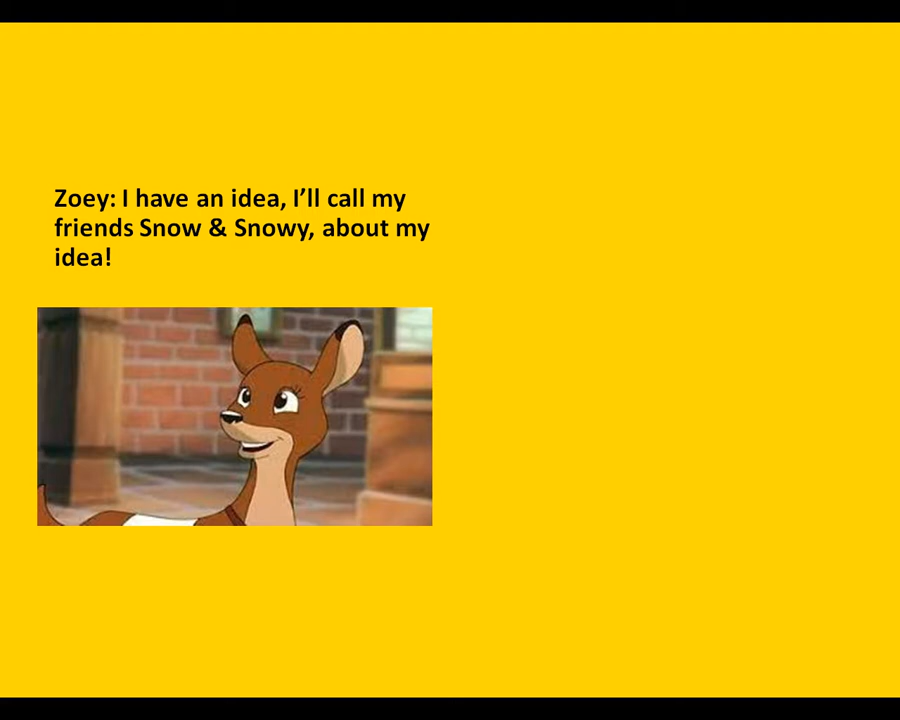 Zoey: I have an idea, I’ll call my
friends Snow & Snowy, about my
idea!